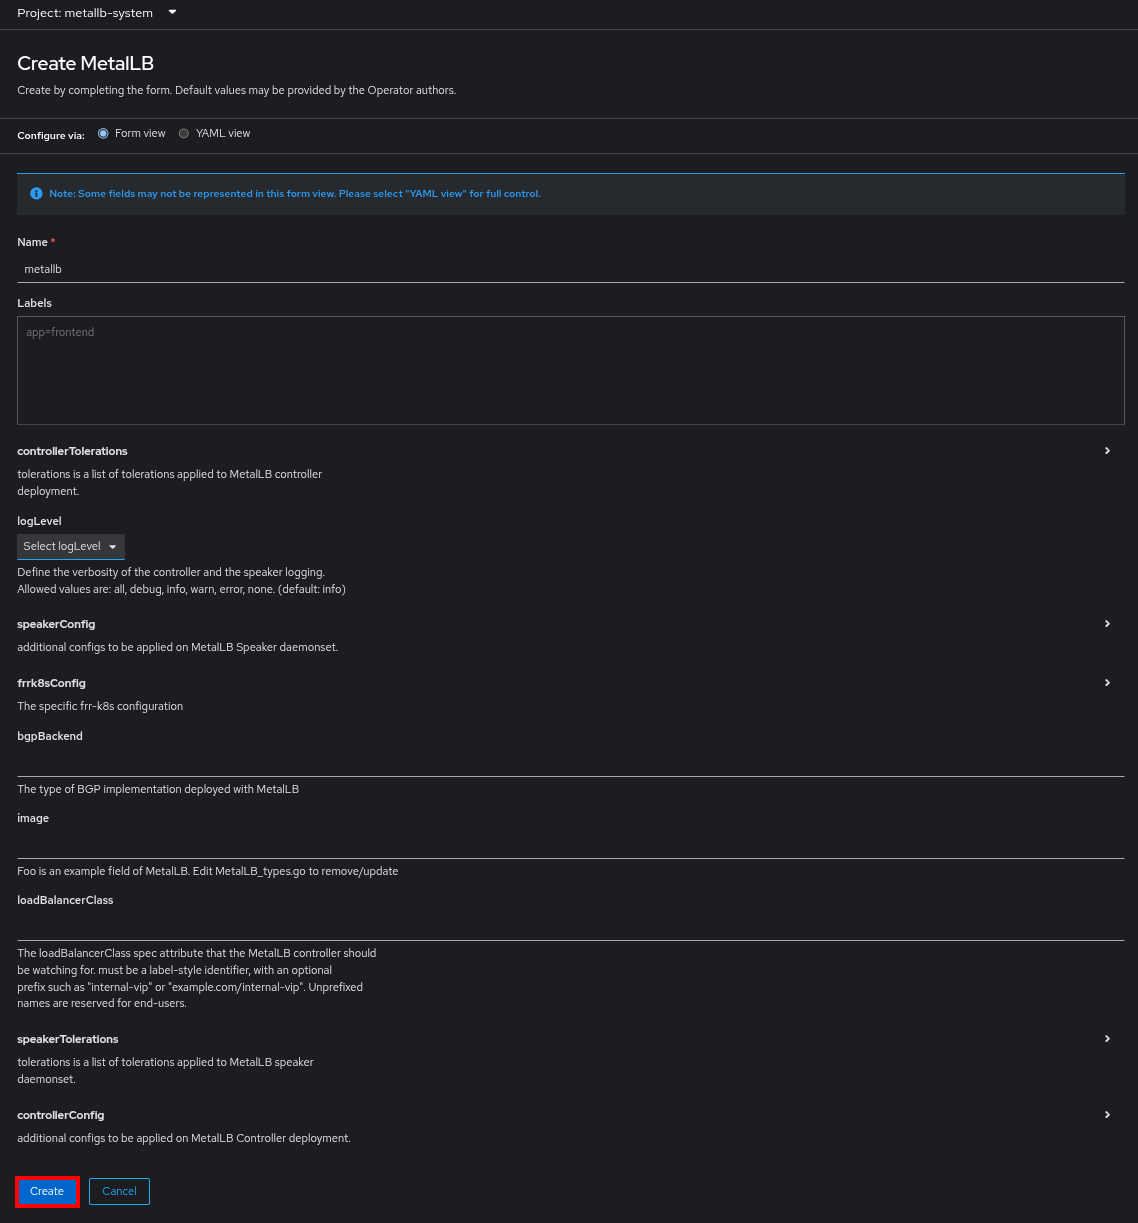 Project: metallb-system
Create MetalLB
Create by completing the form. Default values may be provided by the Operator authors.
Configure via: Form view YAML view
Note: Some fields may not be represented in this form view. Please select "YAML view" for full control.
Name *
metallb
Labels
app=frontend
controllerTolerations
tolerations is a list of tolerations applied to MetalLB controller
deployment.
logLevel
Select logLevel
Define the verbosity of the controller and the speaker logging.
Allowed values are: all, debug, info, warn, error, none. (default: info)
speakerConfig
additional configs to be applied on MetalLB Speaker daemonset.
frrk8sConfig
The specific frr-k8s configuration
bgpBackend
The type of BGP implementation deployed with MetalLB
image
Foo is an example field of MetalLB. Edit MetalLB_types.go to remove/update
loadBalancerClass
The loadBalancerClass spec attribute that the MetalLB controller should
be watching for. must be a label-style identifier, with an optional
prefix such as "internal-vip" or "example.com/internal-vip". Unprefixed
names are reserved for end-users.
speakerTolerations
tolerations is a list of tolerations applied to MetalLB speaker
daemonset.
controllerConfig
additional configs to be applied on MetalLB Controller deployment.
Create Cancel